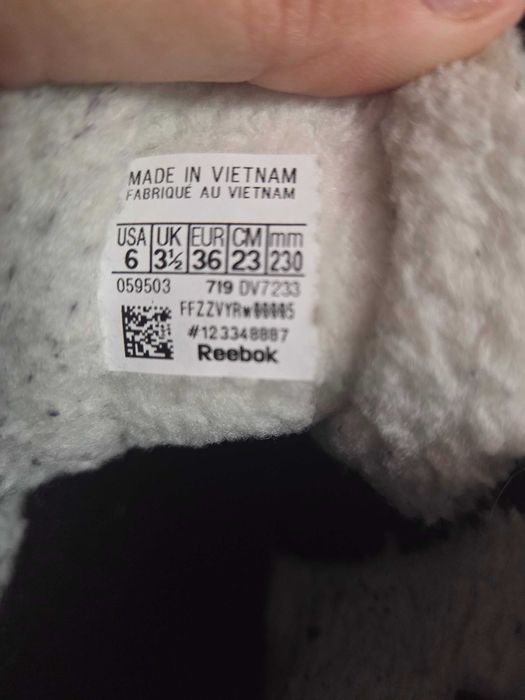 MADE IN VIETNAM
FABRIQUÉ AU VIETNAM
USA UK EUR CM mm
6 3½ 36 23 230
059503 719 DV7233
#123348887
Reebok